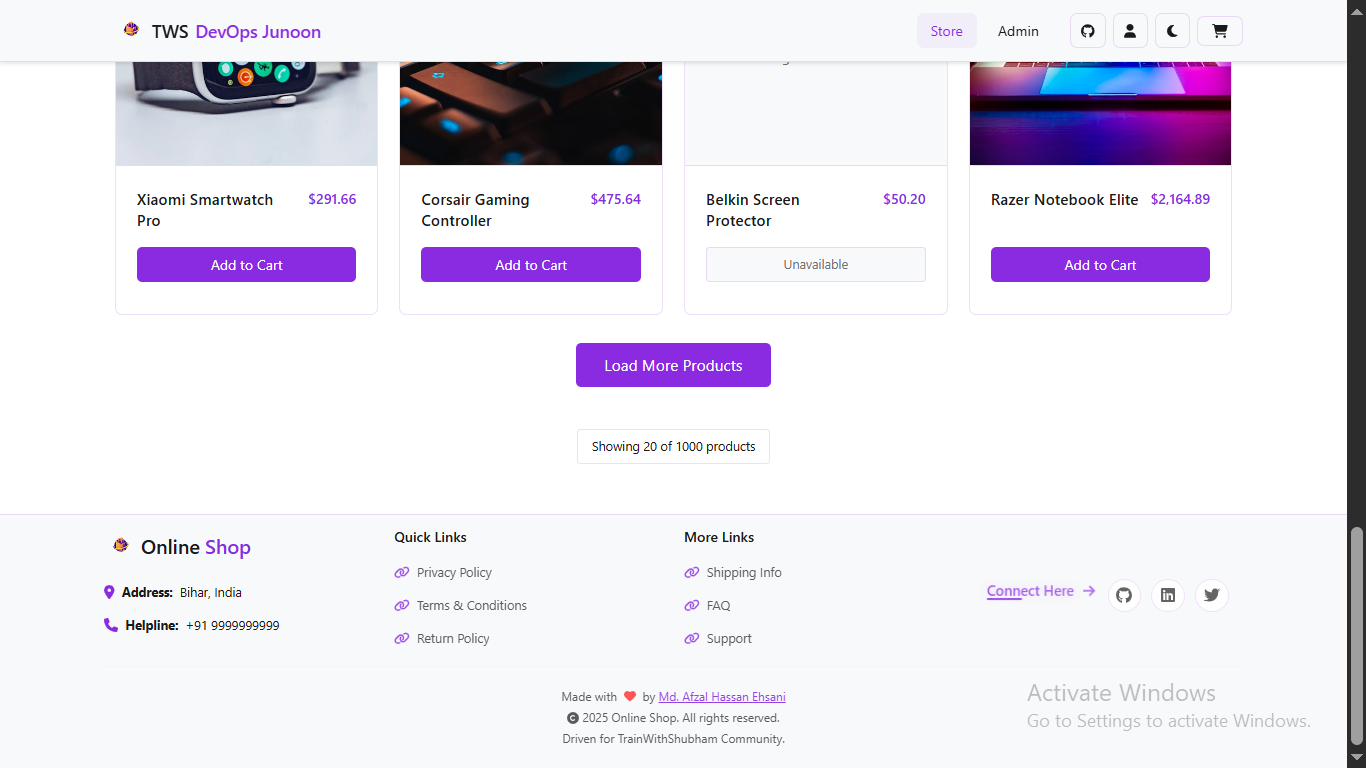 TWS DevOps Junoon
Store
Admin
Xiaomi Smartwatch Pro
$291.66
Add to Cart
Corsair Gaming Controller
$475.64
Add to Cart
Belkin Screen Protector
$50.20
Unavailable
Razer Notebook Elite
$2,164.89
Add to Cart
Load More Products
Showing 20 of 1000 products
Online Shop
Address: Bihar, India
Helpline: +91 9999999999
Quick Links
Privacy Policy
Terms & Conditions
Return Policy
More Links
Shipping Info
FAQ
Support
Connect Here
Made with by Md. Afzal Hassan Ehsani
2025 Online Shop. All rights reserved.
Driven for TrainWithShubham Community.
Activate Windows
Go to Settings to activate Windows.